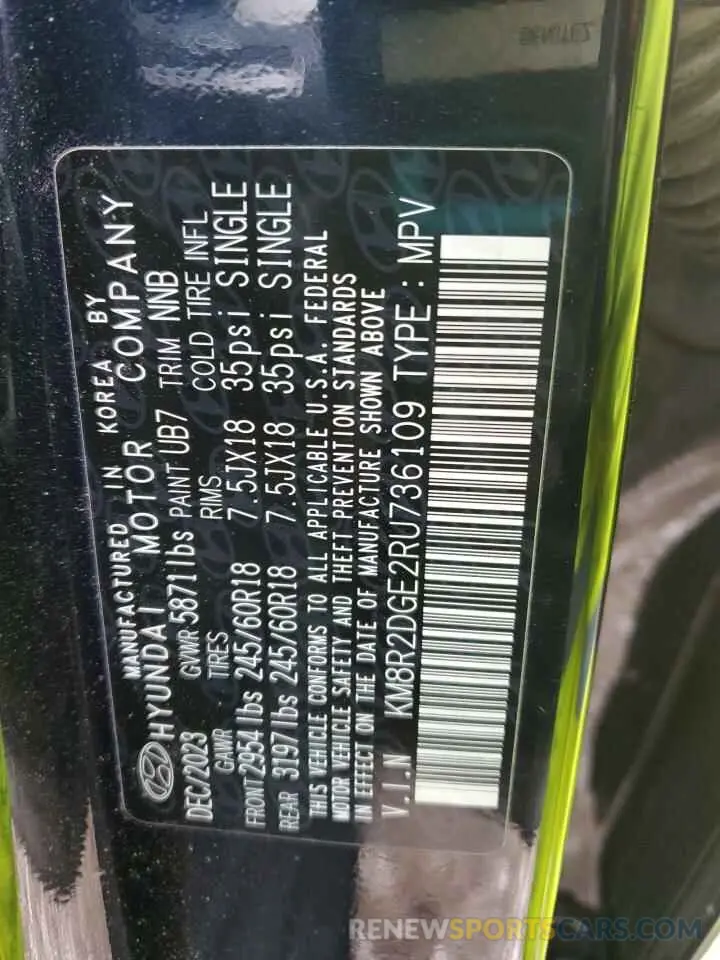 MANUFACTURED IN KOREA BY
HYUNDAI MOTOR COMPANY
DEC/2023 GVWR 5871lbs PAINT UB7 TRIM NNB
GAWR TIRES RMS COLD TIRE INFL
FRONT 2954lbs 245/60R18 7.5JX18 35psi SINGLE
REAR 3197lbs 245/60R18 7.5JX18 35psi SINGLE
THIS VEHICLE CONFORMS TO ALL APPLICABLE U.S.A. FEDERAL
MOTOR VEHICLE SAFETY AND THEFT PREVENTION STANDARDS
IN EFFECT ON THE DATE OF MANUFACTURE SHOWN ABOVE
V.I.N KM8R2DGE2RU736109 TYPE : MPV
RENEWSPORTSCARS.COM